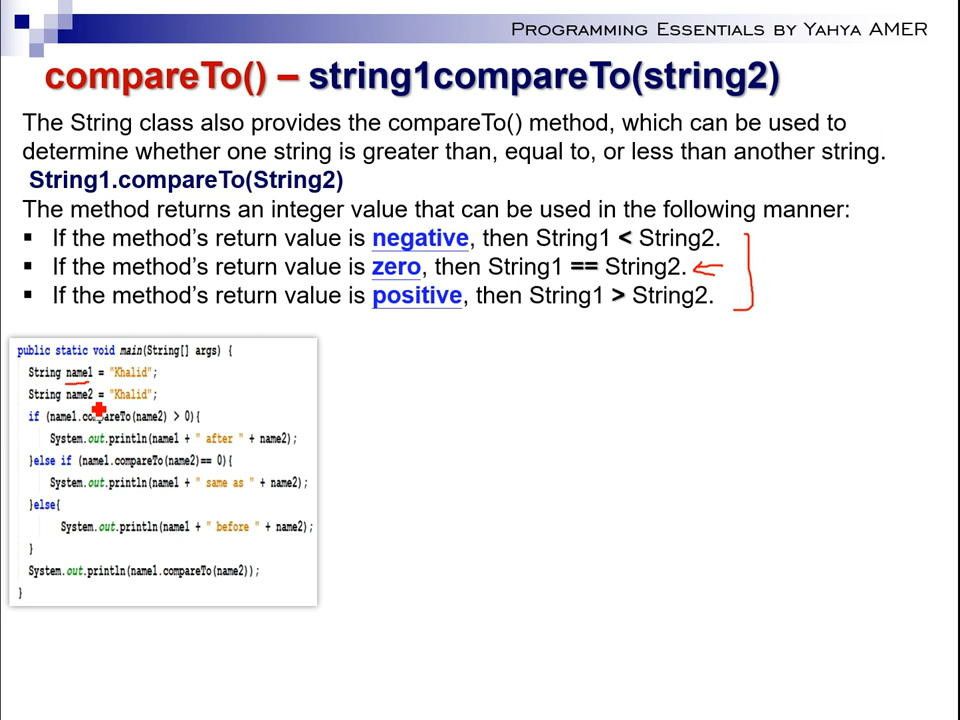 PROGRAMMING ESSENTIALS BY YAHYA AMER
compareTo() – string1compareTo(string2)
The String class also provides the compareTo() method, which can be used to
determine whether one string is greater than, equal to, or less than another string.
String1.compareTo(String2)
The method returns an integer value that can be used in the following manner:
▪ If the method's return value is negative, then String1 < String2.
▪ If the method's return value is zero, then String1 == String2.
▪ If the method's return value is positive, then String1 > String2.
public static void main(String[] args) {
String name1 = "Khalid";
String name2 = "Khalid";
if (name1.compareTo(name2) > 0){
System.out.println(name1 + " after " + name2);
}else if (name1.compareTo(name2)== 0){
System.out.println(name1 + " same as " + name2);
}else{
System.out.println(name1 + " before " + name2);
}
System.out.println(name1.compareTo(name2));
}